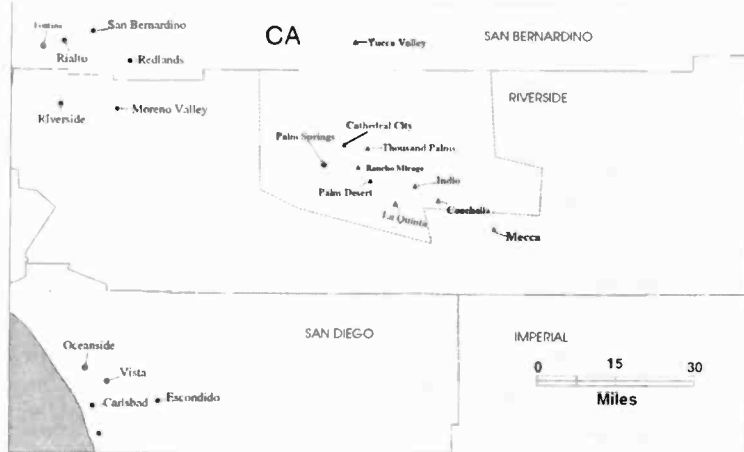 Fontana
San Bernardino
CA
Yucca Valley
SAN BERNARDINO
Rialto
Redlands
RIVERSIDE
Riverside
Moreno Valley
Cathedral City
Palm Springs
Thousand Palms
Rancho Mirage
Indio
Palm Desert
La Quinta
Coachella
Mecca
SAN DIEGO
IMPERIAL
Oceanside
Vista
Carlsbad
Escondido
0 15 30
Miles